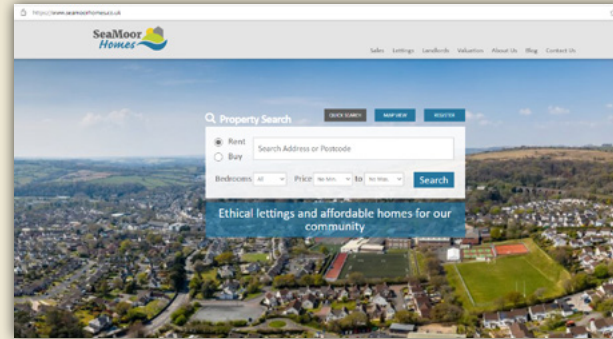 https://www.seamoorhomes.co.uk
SeaMoor
Homes
Sales Lettings Landlords Valuation About Us Blog Contact Us
Property Search
QUICK SEARCH MAP VIEW REGISTER
Rent
Buy
Search Address or Postcode
Bedrooms All Price No Min. to No Max. Search
Ethical lettings and affordable homes for our
community